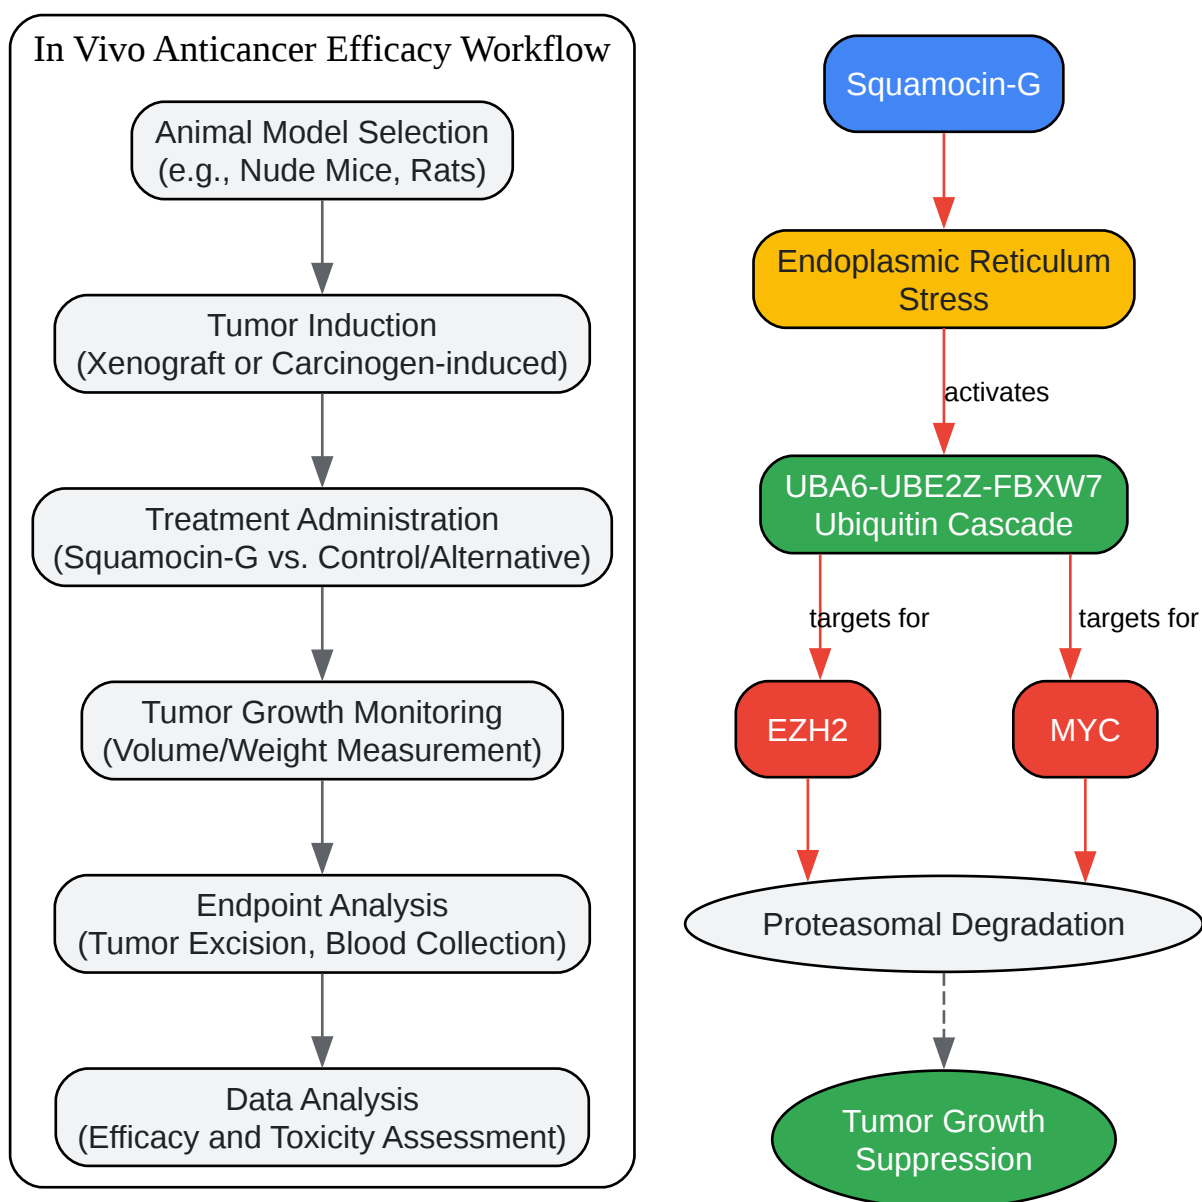 In Vivo Anticancer Efficacy Workflow
Animal Model Selection
(e.g., Nude Mice, Rats)
Tumor Induction
(Xenograft or Carcinogen-induced)
Treatment Administration
(Squamocin-G vs. Control/Alternative)
Tumor Growth Monitoring
(Volume/Weight Measurement)
Endpoint Analysis
(Tumor Excision, Blood Collection)
Data Analysis
(Efficacy and Toxicity Assessment)
Squamocin-G
Endoplasmic Reticulum
Stress
activates
UBA6-UBE2Z-FBXW7
Ubiquitin Cascade
targets for
targets for
EZH2
MYC
Proteasomal Degradation
Tumor Growth
Suppression